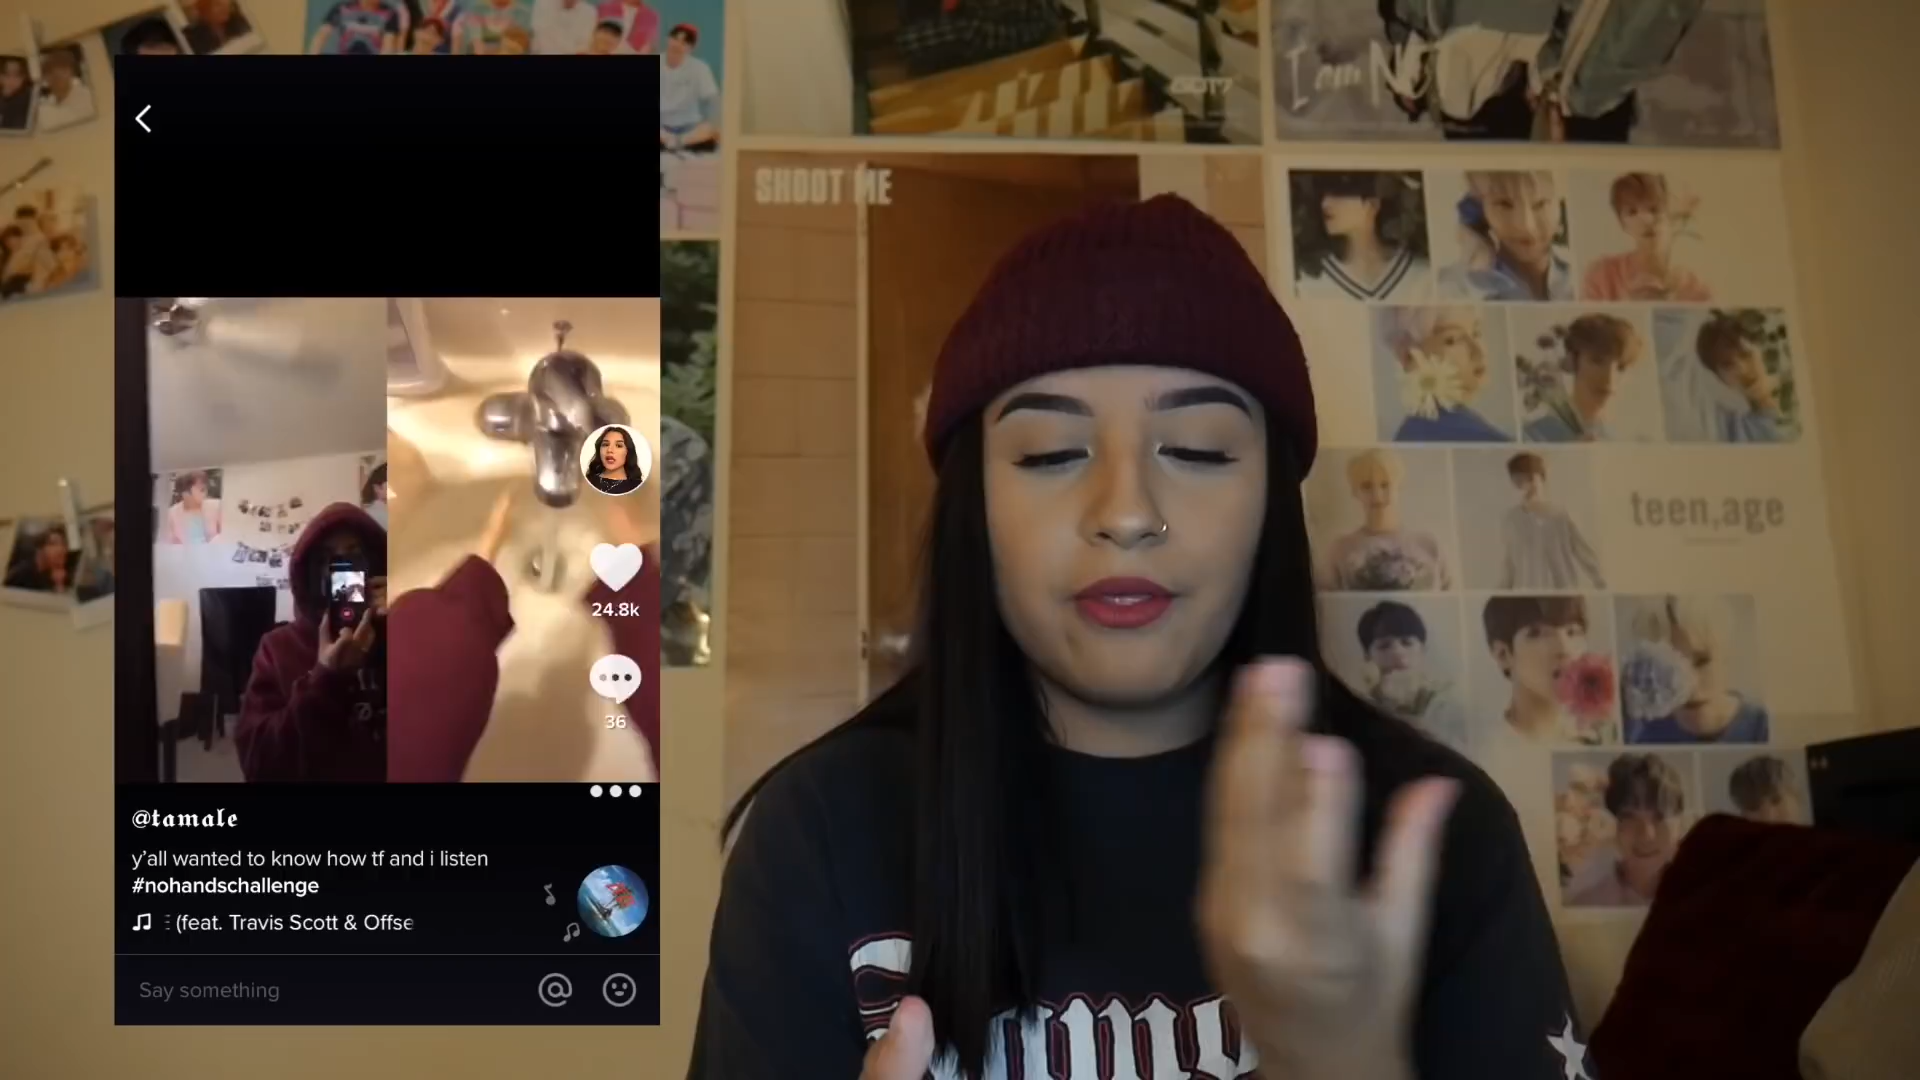 I am NOT
GOT7
SHOOT ME
teen,age
24.8k
36
@𝖙𝖆𝖒𝖆𝖑𝖊
y'all wanted to know how tf and i listen
#nohandschallenge
(feat. Travis Scott & Offse
Say something